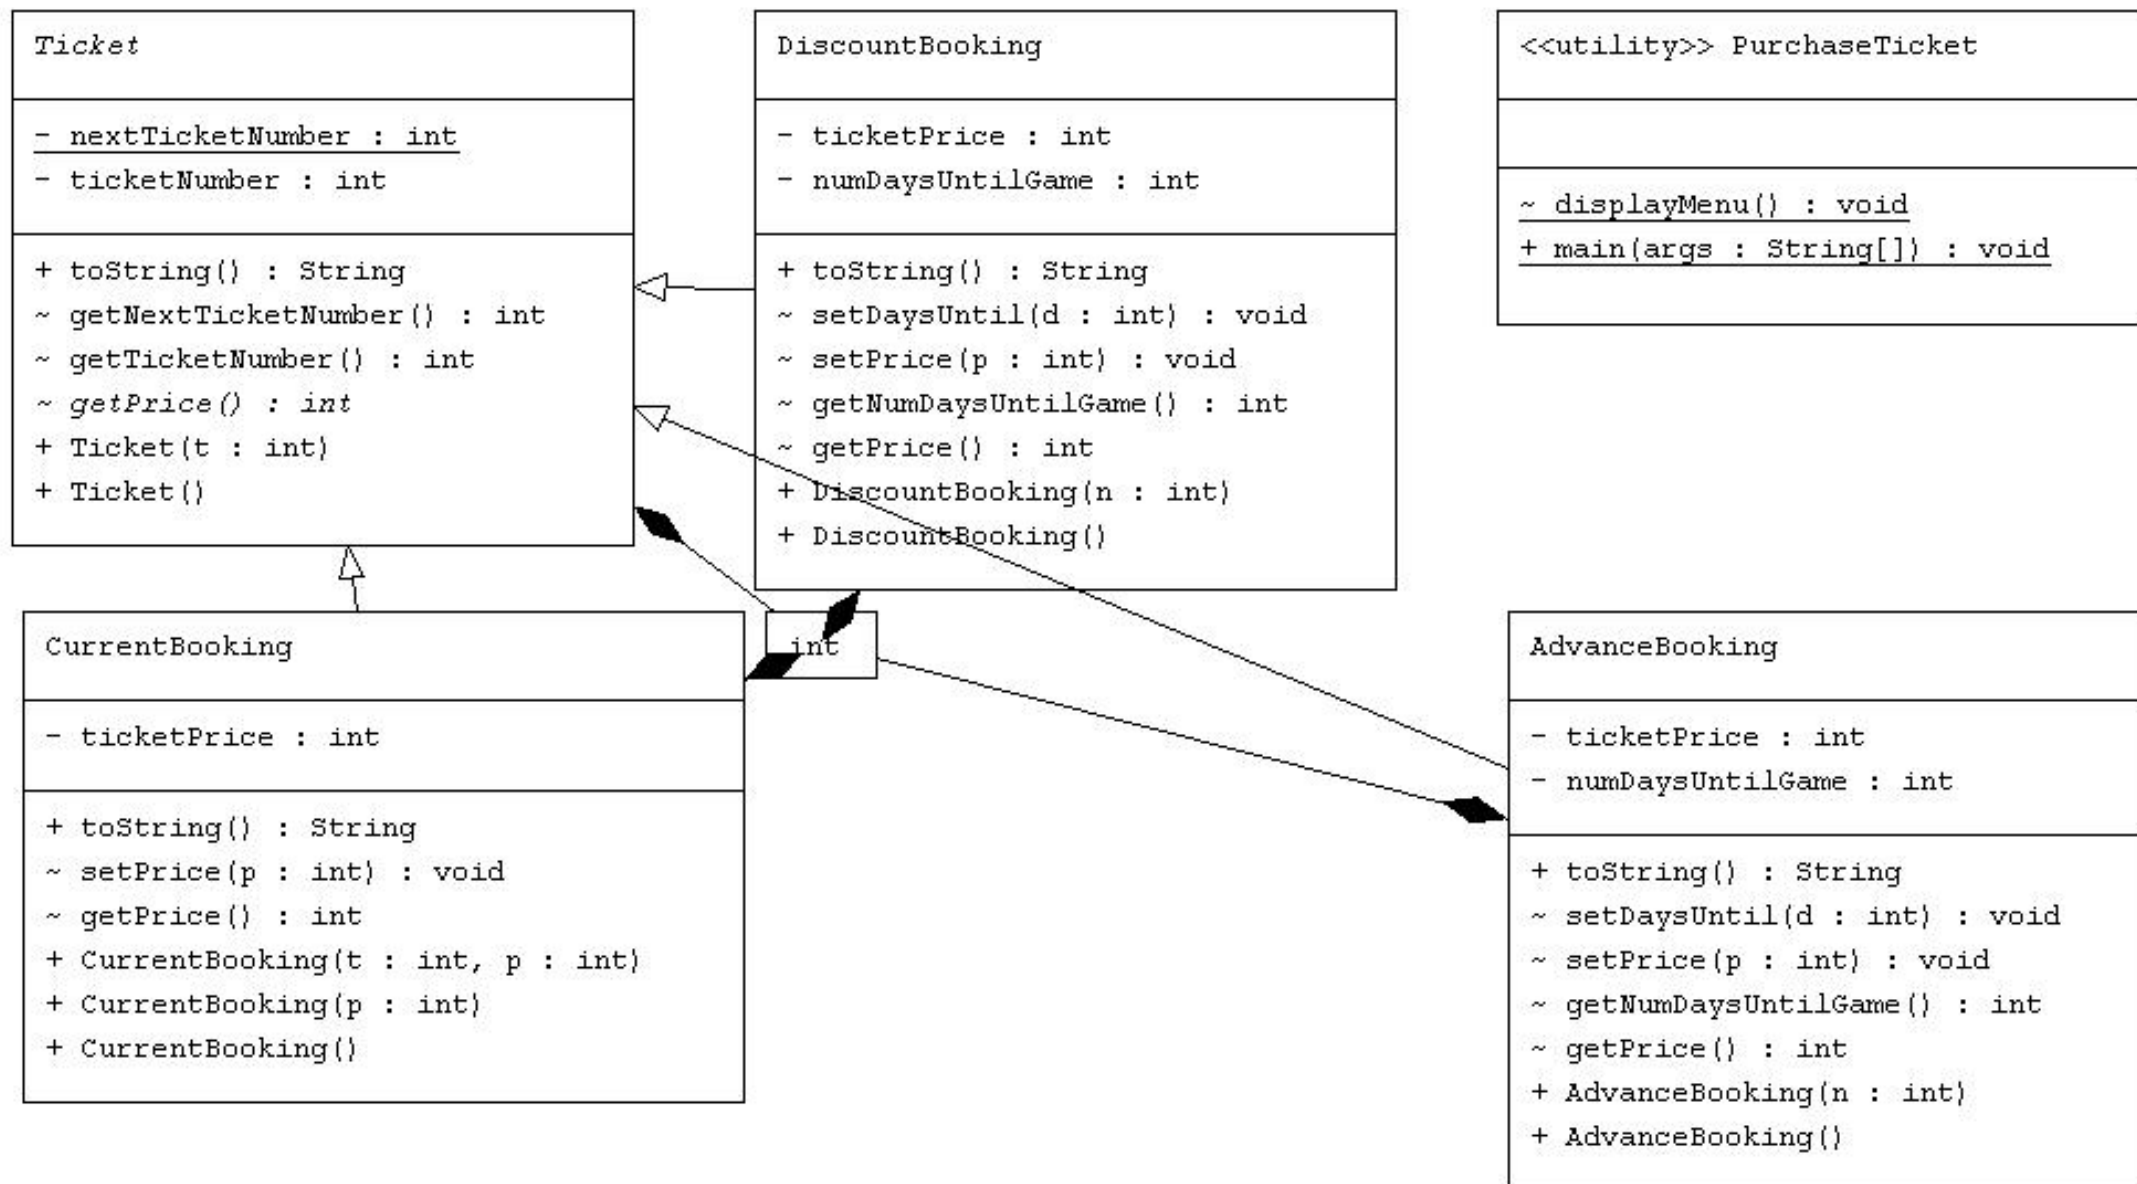 Ticket
- nextTicketNumber : int
- ticketNumber : int
+ toString() : String
~ getNextTicketNumber() : int
~ getTicketNumber() : int
~ getPrice() : int
+ Ticket(t : int)
+ Ticket()
DiscountBooking
- ticketPrice : int
- numDaysUntilGame : int
+ toString() : String
~ setDaysUntil(d : int) : void
~ setPrice(p : int) : void
~ getNumDaysUntilGame() : int
~ getPrice() : int
+ DiscountBooking(n : int)
+ DiscountBooking()
<<utility>> PurchaseTicket
~ displayMenu() : void
+ main(args : String[]) : void
CurrentBooking
- ticketPrice : int
+ toString() : String
~ setPrice(p : int) : void
~ getPrice() : int
+ CurrentBooking(t : int, p : int)
+ CurrentBooking(p : int)
+ CurrentBooking()
int
AdvanceBooking
- ticketPrice : int
- numDaysUntilGame : int
+ toString() : String
~ setDaysUntil(d : int) : void
~ setPrice(p : int) : void
~ getNumDaysUntilGame() : int
~ getPrice() : int
+ AdvanceBooking(n : int)
+ AdvanceBooking()